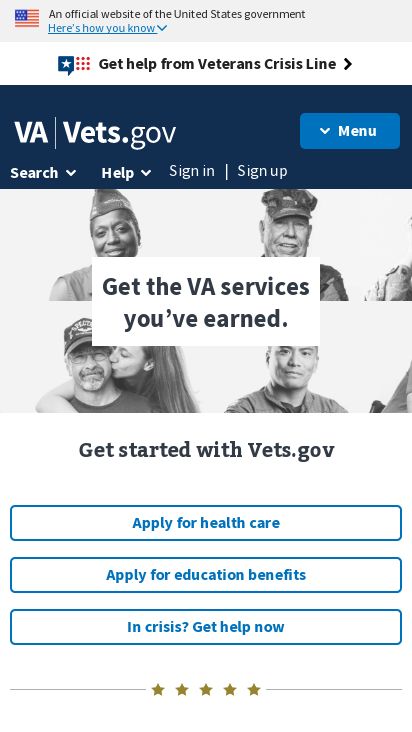 An official website of the United States government
Here's how you know
Get help from Veterans Crisis Line
VA | Vets.gov
Menu
Search Help Sign in | Sign up
Get the VA services
you've earned.
Get started with Vets.gov
Apply for health care
Apply for education benefits
In crisis? Get help now